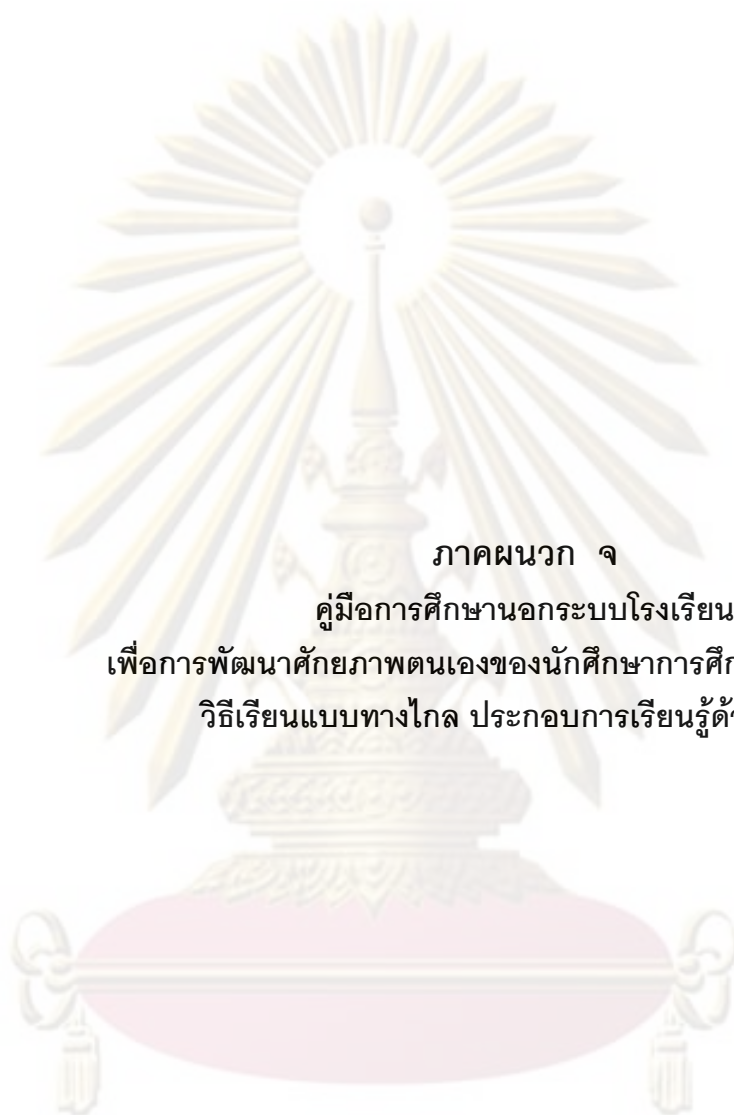 ภาคผนวก จ
คู่มือการศึกษานอกระบบโรงเรียน
เพื่อการพัฒนาศักยภาพตนเองของนักศึกษาการศึก
วิธีเรียนแบบทางไกล ประกอบการเรียนรู้ด้